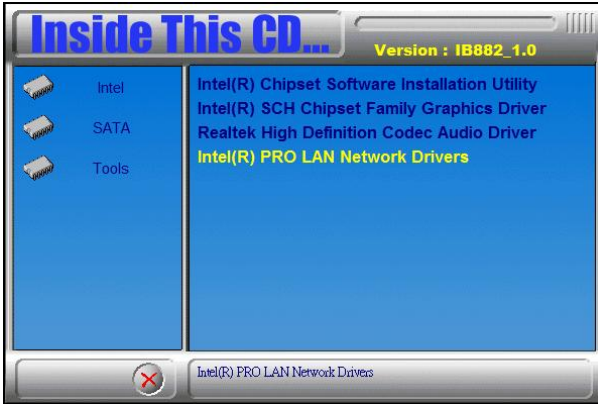 Inside This CD...
Version : IB882_1.0
Intel
SATA
Tools
Intel(R) Chipset Software Installation Utility
Intel(R) SCH Chipset Family Graphics Driver
Realtek High Definition Codec Audio Driver
Intel(R) PRO LAN Network Drivers
Intel(R) PRO LAN Network Drivers